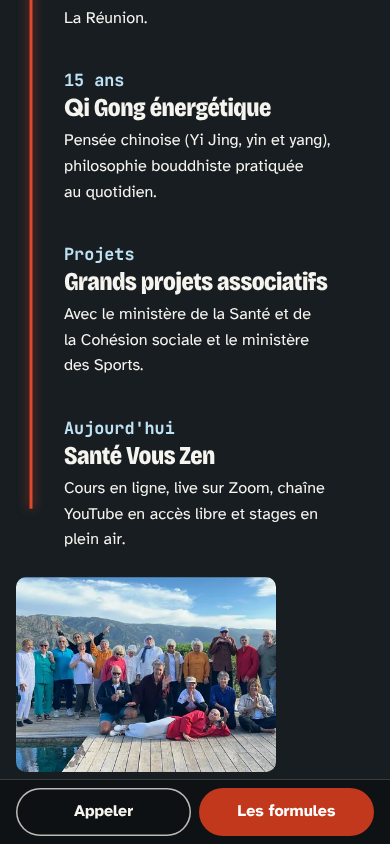 La Réunion.
15 ans
Qi Gong énergétique
Pensée chinoise (Yi Jing, yin et yang),
philosophie bouddhiste pratiquée
au quotidien.
Projets
Grands projets associatifs
Avec le ministère de la Santé et de
la Cohésion sociale et le ministère
des Sports.
Aujourd'hui
Santé Vous Zen
Cours en ligne, live sur Zoom, chaîne
YouTube en accès libre et stages en
plein air.
Appeler
Les formules